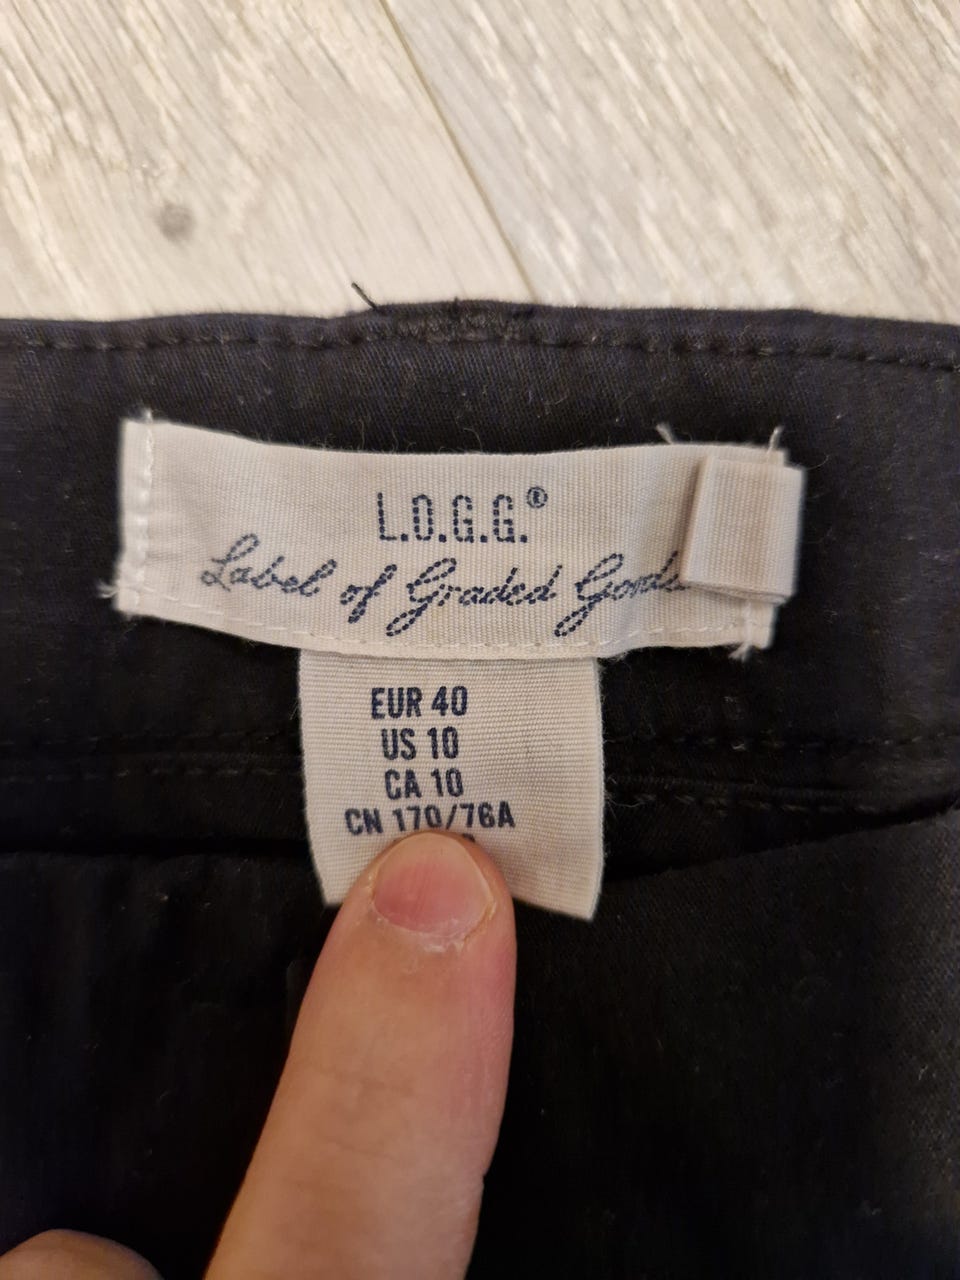 L.O.G.G.®
Label of Graded Goods
EUR 40
US 10
CA 10
CN 170/76A